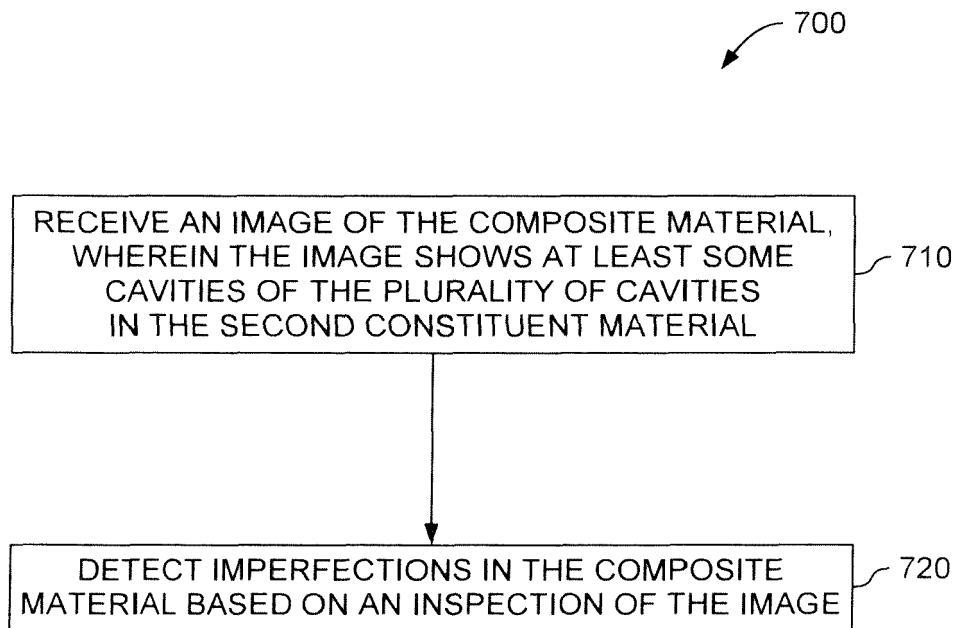 700
RECEIVE AN IMAGE OF THE COMPOSITE MATERIAL,
WHEREIN THE IMAGE SHOWS AT LEAST SOME
CAVITIES OF THE PLURALITY OF CAVITIES
IN THE SECOND CONSTITUENT MATERIAL
710
DETECT IMPERFECTIONS IN THE COMPOSITE
MATERIAL BASED ON AN INSPECTION OF THE IMAGE
720